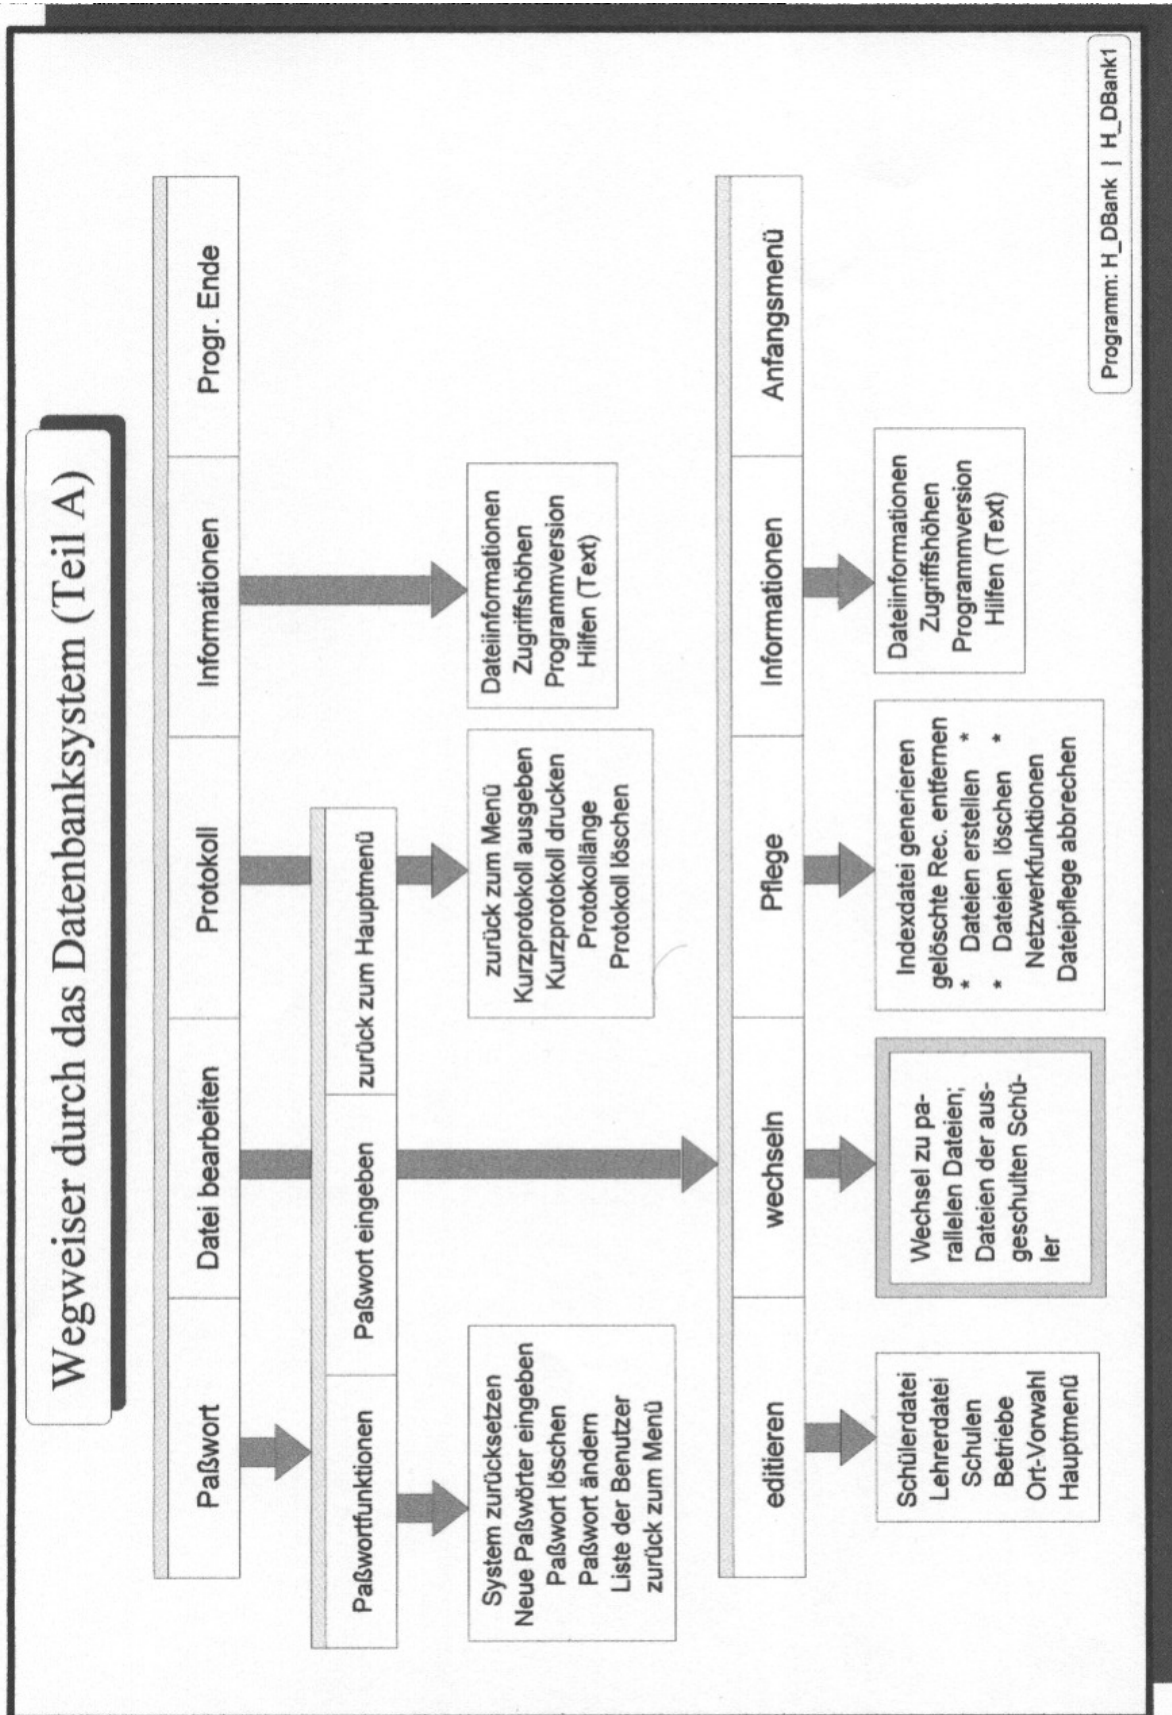 Wegweiser durch das Datenbanksystem (Teil A)
Paßwort
Datei bearbeiten
Protokoll
Informationen
Progr. Ende
Paßwortfunktionen
Paßwort eingeben
zurück zum Hauptmenü
System zurücksetzen
Neue Paßwörter eingeben
Paßwort löschen
Paßwort ändern
Liste der Benutzer
zurück zum Menü
zurück zum Menü
Kurzprotokoll ausgeben
Kurzprotokoll drucken
Protokollänge
Protokoll löschen
Dateiinformationen
Zugriffshöhen
Programmversion
Hilfen (Text)
editieren
wechseln
Pflege
Informationen
Anfangsmenü
Schülerdatei
Lehrerdatei
Schulen
Betriebe
Ort-Vorwahl
Hauptmenü
Wechsel zu pa-
rallelen Dateien;
Dateien der aus-
geschulten Schü-
ler
Indexdatei generieren
gelöschte Rec. entfernen
* Dateien erstellen *
* Dateien löschen *
Netzwerkfunktionen
Dateipflege abbrechen
Dateiinformationen
Zugriffshöhen
Programmversion
Hilfen (Text)
Programm: H_DBank | H_DBank1